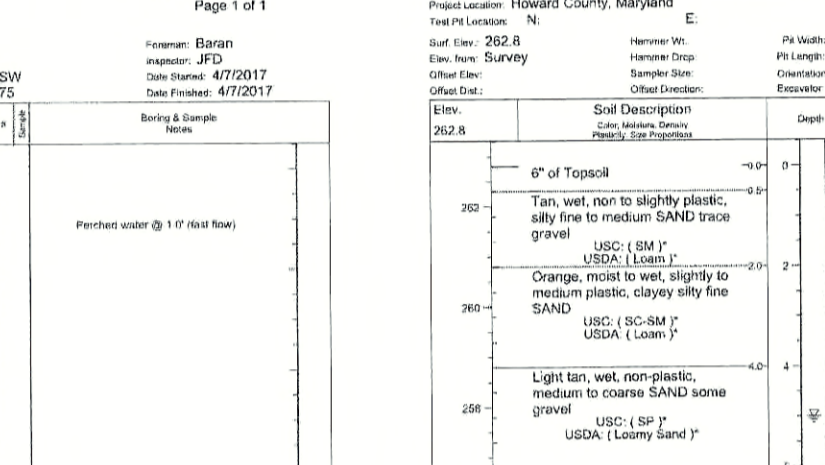 Page 1 of 1
Foreman: Baran
Inspector: JFD
SW
Date Started: 4/7/2017
75
Date Finished: 4/7/2017
Sample
Boring & Sample
Notes
Perched water @ 1.0' (fast flow)
Project Location: Howard County, Maryland
Test Pit Location: N: E:
Surf. Elev.: 262.8 Hammer Wt.: Pit Width:
Elev. from: Survey Hammer Drop: Pit Length:
Offset Elev: Sampler Size: Orientation
Offset Dist.: Offset Direction: Excavator
Elev. Soil Description Depth
262.8 Color, Moisture, Density
Plasticity, Size Proportions
6" of Topsoil 0.0 0
0.5
262 Tan, wet, non to slightly plastic,
silty fine to medium SAND trace
gravel
USC: ( SM )*
USDA: ( Loam )*
2.0 2
Orange, moist to wet, slightly to
medium plastic, clayey silty fine
260 SAND
USC: ( SC-SM )*
USDA: ( Loam )*
4.0 4
Light tan, wet, non-plastic,
medium to coarse SAND some
258 gravel
USC: ( SP )*
USDA: ( Loamy Sand )*